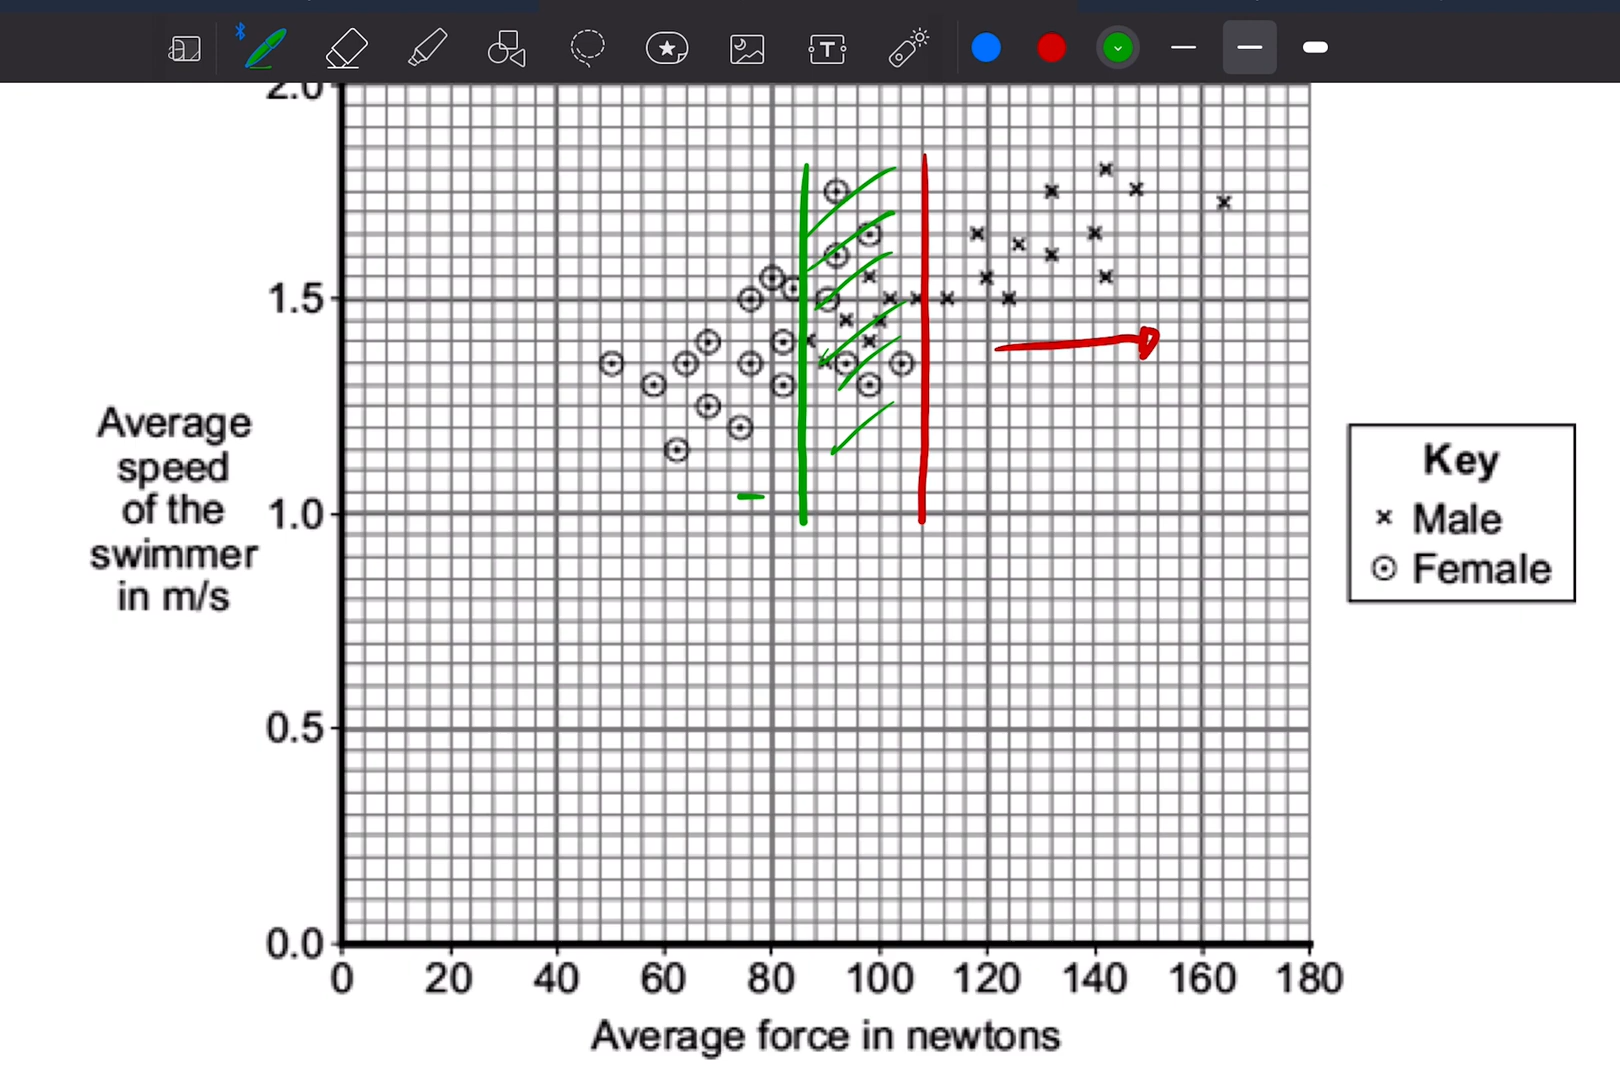 T
2.0
1.5
Average
speed
of the
swimmer
in m/s
1.0
0.5
0.0
0 20 40 60 80 100 120 140 160 180
Average force in newtons
Key
× Male
⊙ Female